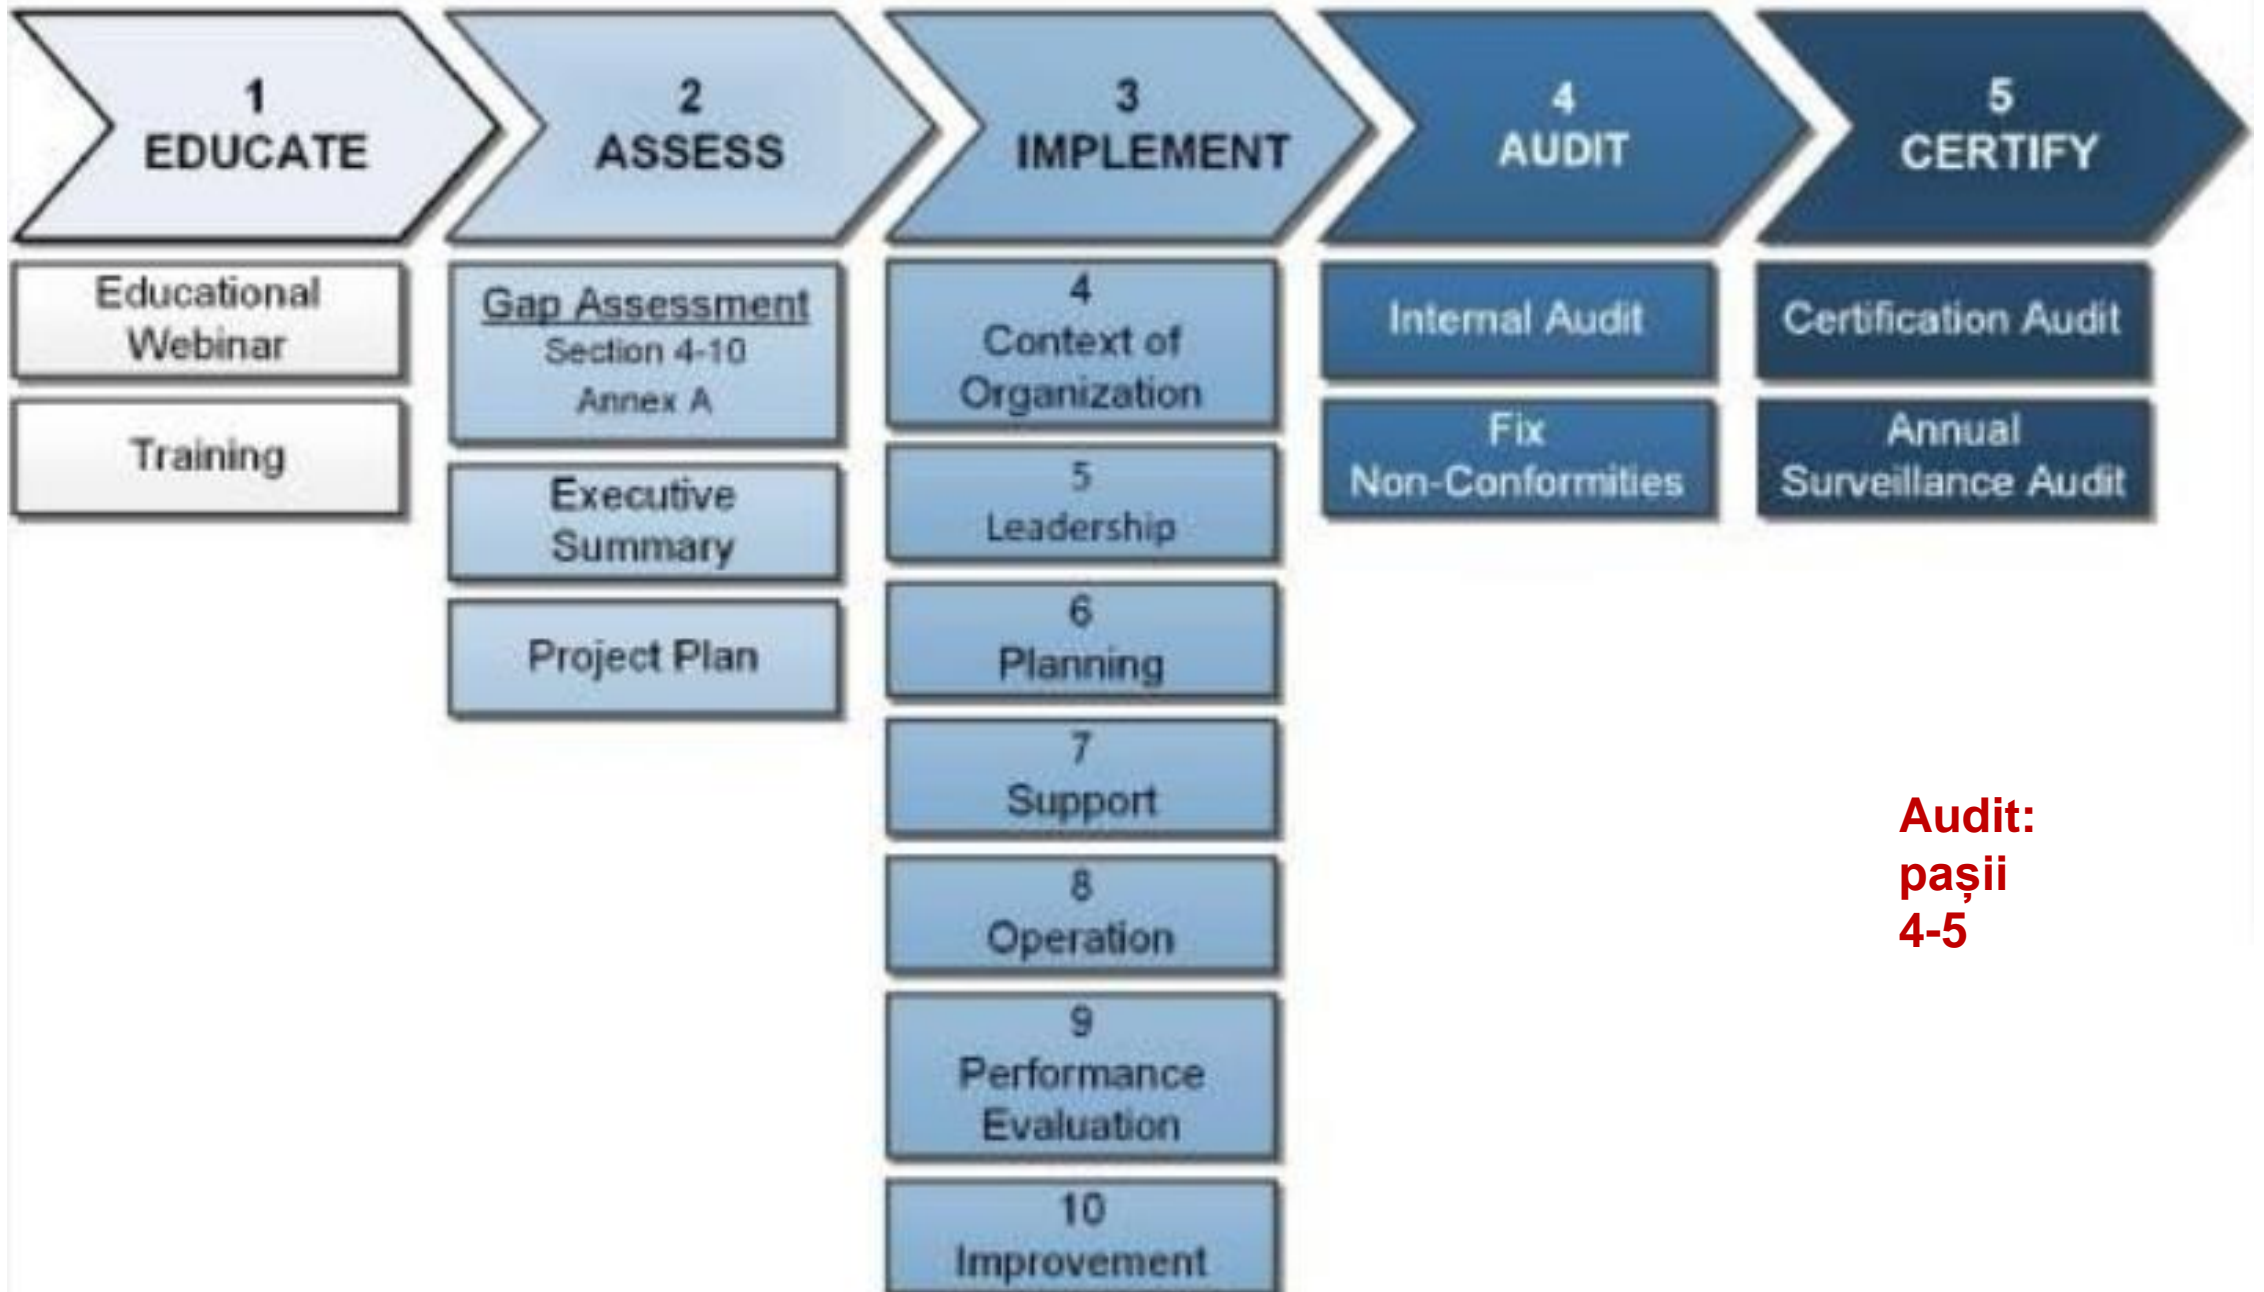 1
EDUCATE
Educational
Webinar
Training
2
ASSESS
Gap Assessment
Section 4-10
Annex A
Executive
Summary
Project Plan
3
IMPLEMENT
4
Context of
Organization
5
Leadership
6
Planning
7
Support
8
Operation
9
Performance
Evaluation
10
Improvement
4
AUDIT
Internal Audit
Fix
Non-Conformities
5
CERTIFY
Certification Audit
Annual
Surveillance Audit
Audit:
pașii
4-5